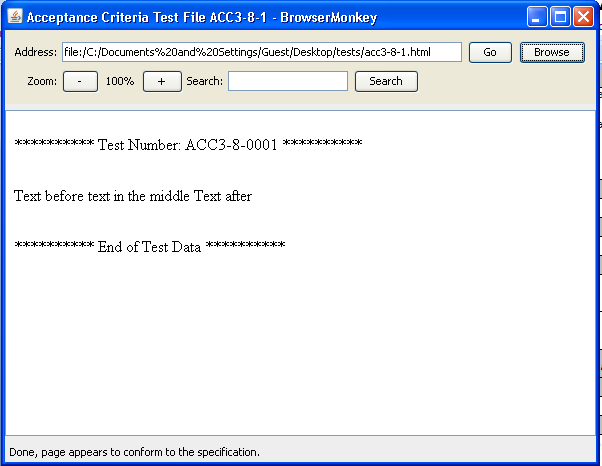 Acceptance Criteria Test File ACC3-8-1 - BrowserMonkey
Address: file:/C:/Documents%20and%20Settings/Guest/Desktop/tests/acc3-8-1.html Go Browse
Zoom: - 100% + Search: Search
********** Test Number: ACC3-8-0001 **********
Text before text in the middle Text after
********** End of Test Data **********
Done, page appears to conform to the specification.